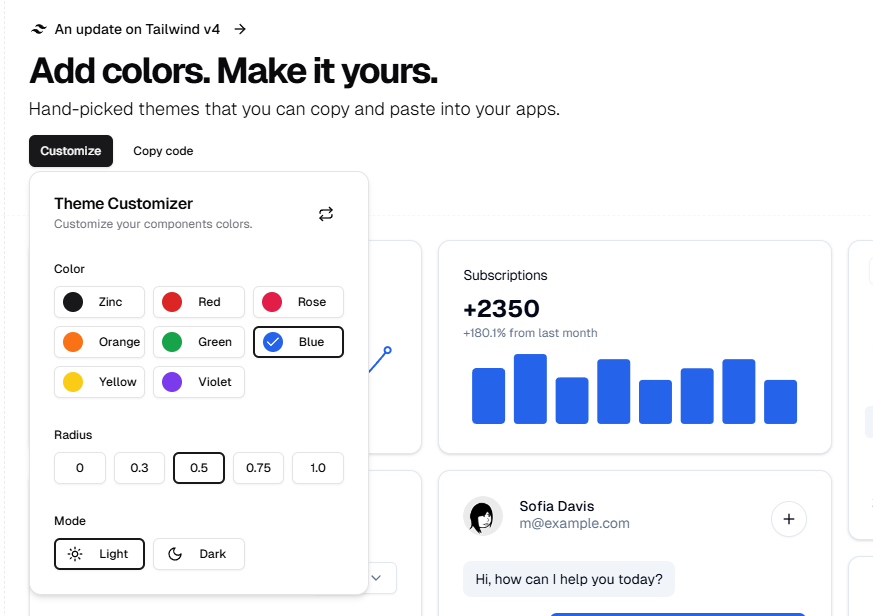 An update on Tailwind v4
Add colors. Make it yours.
Hand-picked themes that you can copy and paste into your apps.
Customize
Copy code
Theme Customizer
Customize your components colors.
Color
Zinc
Red
Rose
Orange
Green
Blue
Yellow
Violet
Radius
0
0.3
0.5
0.75
1.0
Mode
Light
Dark
Subscriptions
+2350
+180.1% from last month
Sofia Davis
m@example.com
Hi, how can I help you today?